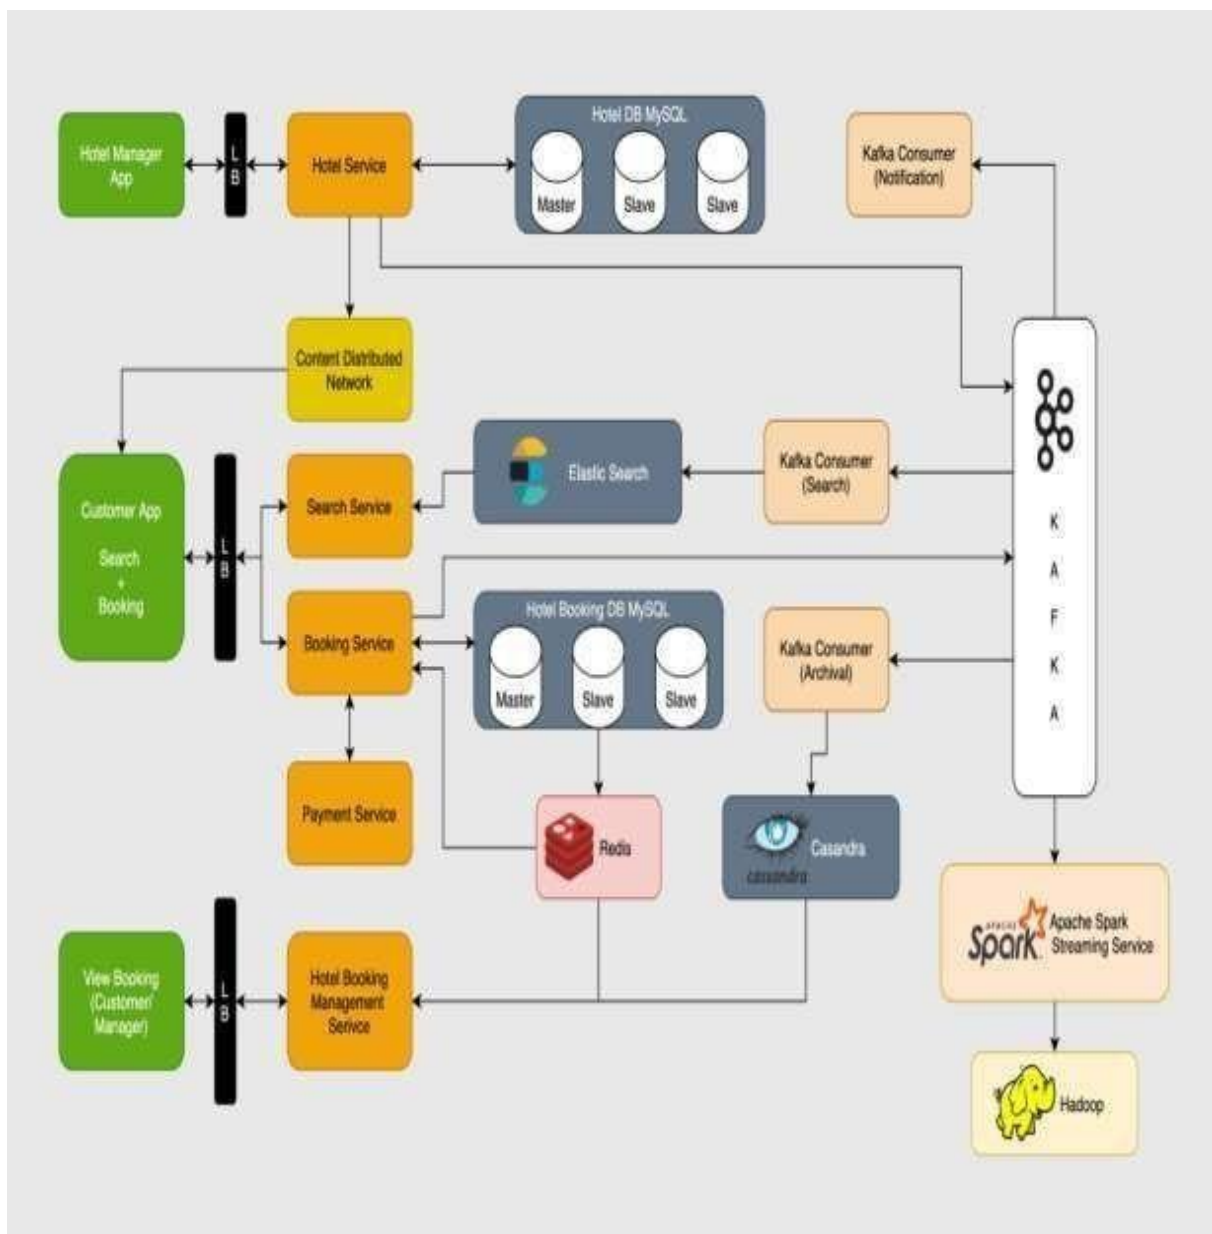 Hotel Manager
App
L
B
Hotel Service
Hotel DB MySQL
Master
Slave
Slave
Kafka Consumer
(Notification)
Content Distributed
Network
Customer App
Search
+
Booking
L
B
Search Service
Elastic Search
Kafka Consumer
(Search)
K
A
F
K
A
Booking Service
Hotel Booking DB MySQL
Master
Slave
Slave
Kafka Consumer
(Archival)
Payment Service
Redis
cassandra
Casandra
APACHE
Spark
Apache Spark
Streaming Service
View Booking
(Customer/
Manager)
L
B
Hotel Booking
Management
Serivce
Hadoop